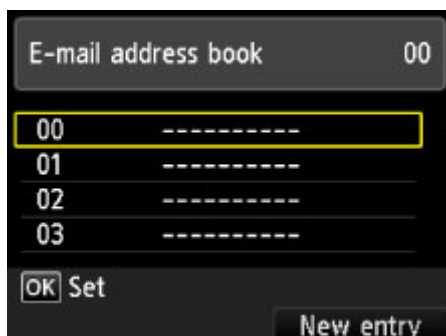 E-mail address book 00
00 ----------
01 ----------
02 ----------
03 ----------
OK Set
New entry